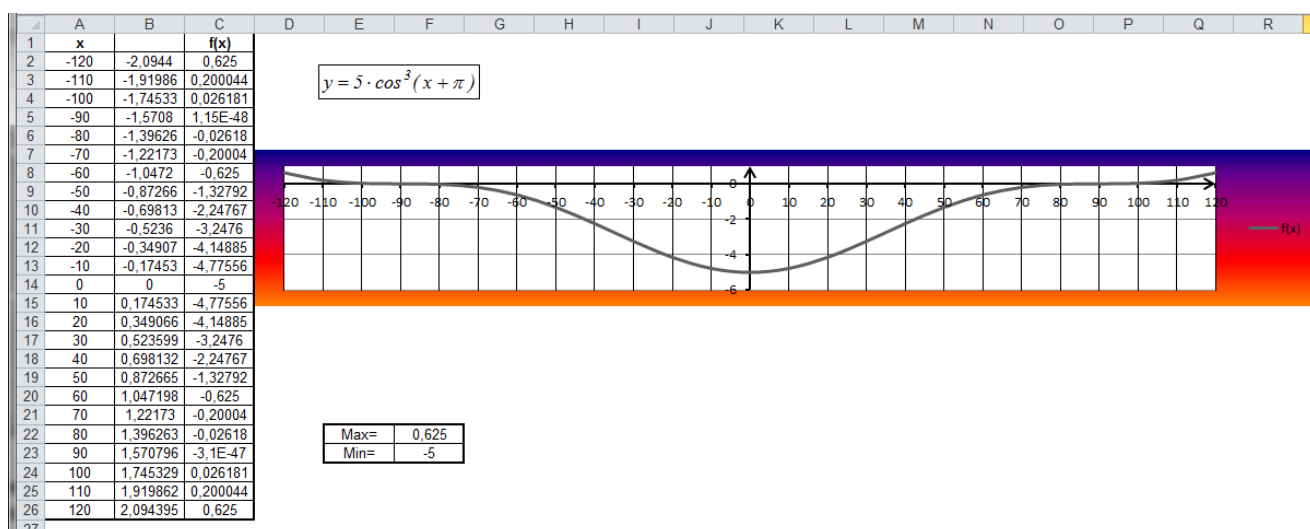 A B C D E F G H I J K L M N O P Q R
1 x f(x)
2 -120 -2,0944 0,625
3 -110 -1,91986 0,200044
4 -100 -1,74533 0,026181
5 -90 -1,5708 1,15E-48
6 -80 -1,39626 -0,02618
7 -70 -1,22173 -0,20004
8 -60 -1,0472 -0,625
9 -50 -0,87266 -1,32792
10 -40 -0,69813 -2,24767
11 -30 -0,5236 -3,2476
12 -20 -0,34907 -4,14885
13 -10 -0,17453 -4,77556
14 0 0 -5
15 10 0,174533 -4,77556
16 20 0,349066 -4,14885
17 30 0,523599 -3,2476
18 40 0,698132 -2,24767
19 50 0,872665 -1,32792
20 60 1,047198 -0,625
21 70 1,22173 -0,20004
22 80 1,396263 -0,02618
23 90 1,570796 -3,1E-47
24 100 1,745329 0,026181
25 110 1,919862 0,200044
26 120 2,094395 0,625
27
y = 5 · cos³(x + π)
0
-120 -110 -100 -90 -80 -70 -60 -50 -40 -30 -20 -10 0 10 20 30 40 50 60 70 80 90 100 110 120
-2
f(x)
-4
-6
Max= 0,625
Min= -5